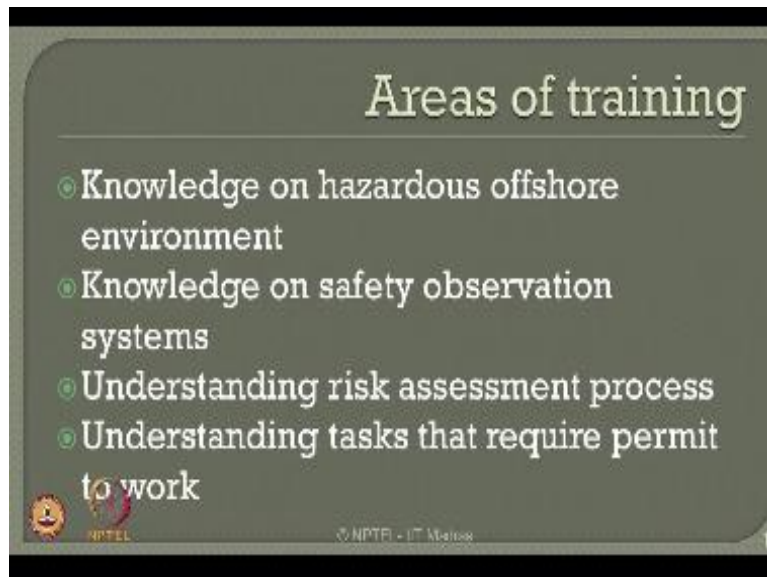 Areas of training
Knowledge on hazardous offshore
environment
Knowledge on safety observation
systems
Understanding risk assessment process
Understanding tasks that require permit
to work
NPTEL
© NPTEL - IIT Madras